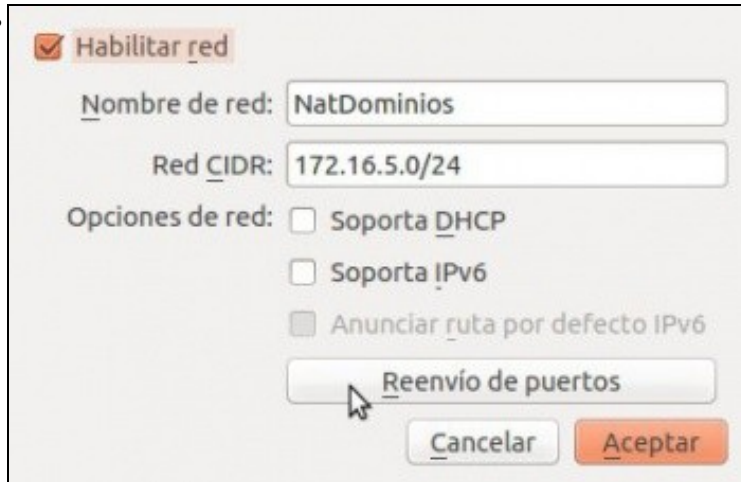 Habilitar red
Nombre de red: NatDominios
Red CIDR: 172.16.5.0/24
Opciones de red: Soporta DHCP
Soporta IPv6
Anunciar ruta por defecto IPv6
Reenvío de puertos
Cancelar Aceptar